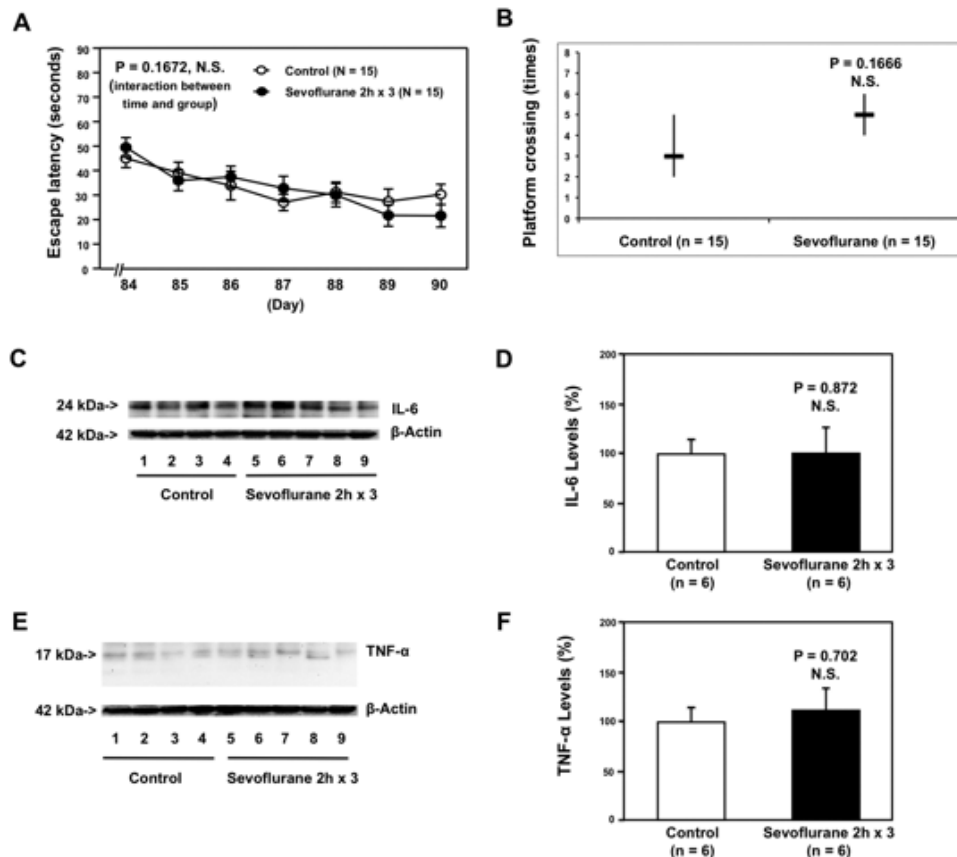 A
Escape latency (seconds)
90
80
70
60
50
40
30
20
10
0
P = 0.1672, N.S.
(interaction between
time and group)
Control (N = 15)
Sevoflurane 2h x 3 (N = 15)
84 85 86 87 88 89 90
(Day)
B
Platform crossing (times)
8
7
6
5
4
3
2
1
0
P = 0.1666
N.S.
Control (n = 15) Sevoflurane (n = 15)
C
24 kDa->
IL-6
42 kDa->
β-Actin
1 2 3 4 5 6 7 8 9
Control Sevoflurane 2h x 3
D
IL-6 Levels (%)
200
150
100
50
0
P = 0.872
N.S.
Control Sevoflurane 2h x 3
(n = 6) (n = 6)
E
17 kDa->
TNF-α
42 kDa->
β-Actin
1 2 3 4 5 6 7 8 9
Control Sevoflurane 2h x 3
F
TNF-α Levels (%)
200
150
100
50
0
P = 0.702
N.S.
Control Sevoflurane 2h x 3
(n = 6) (n = 6)